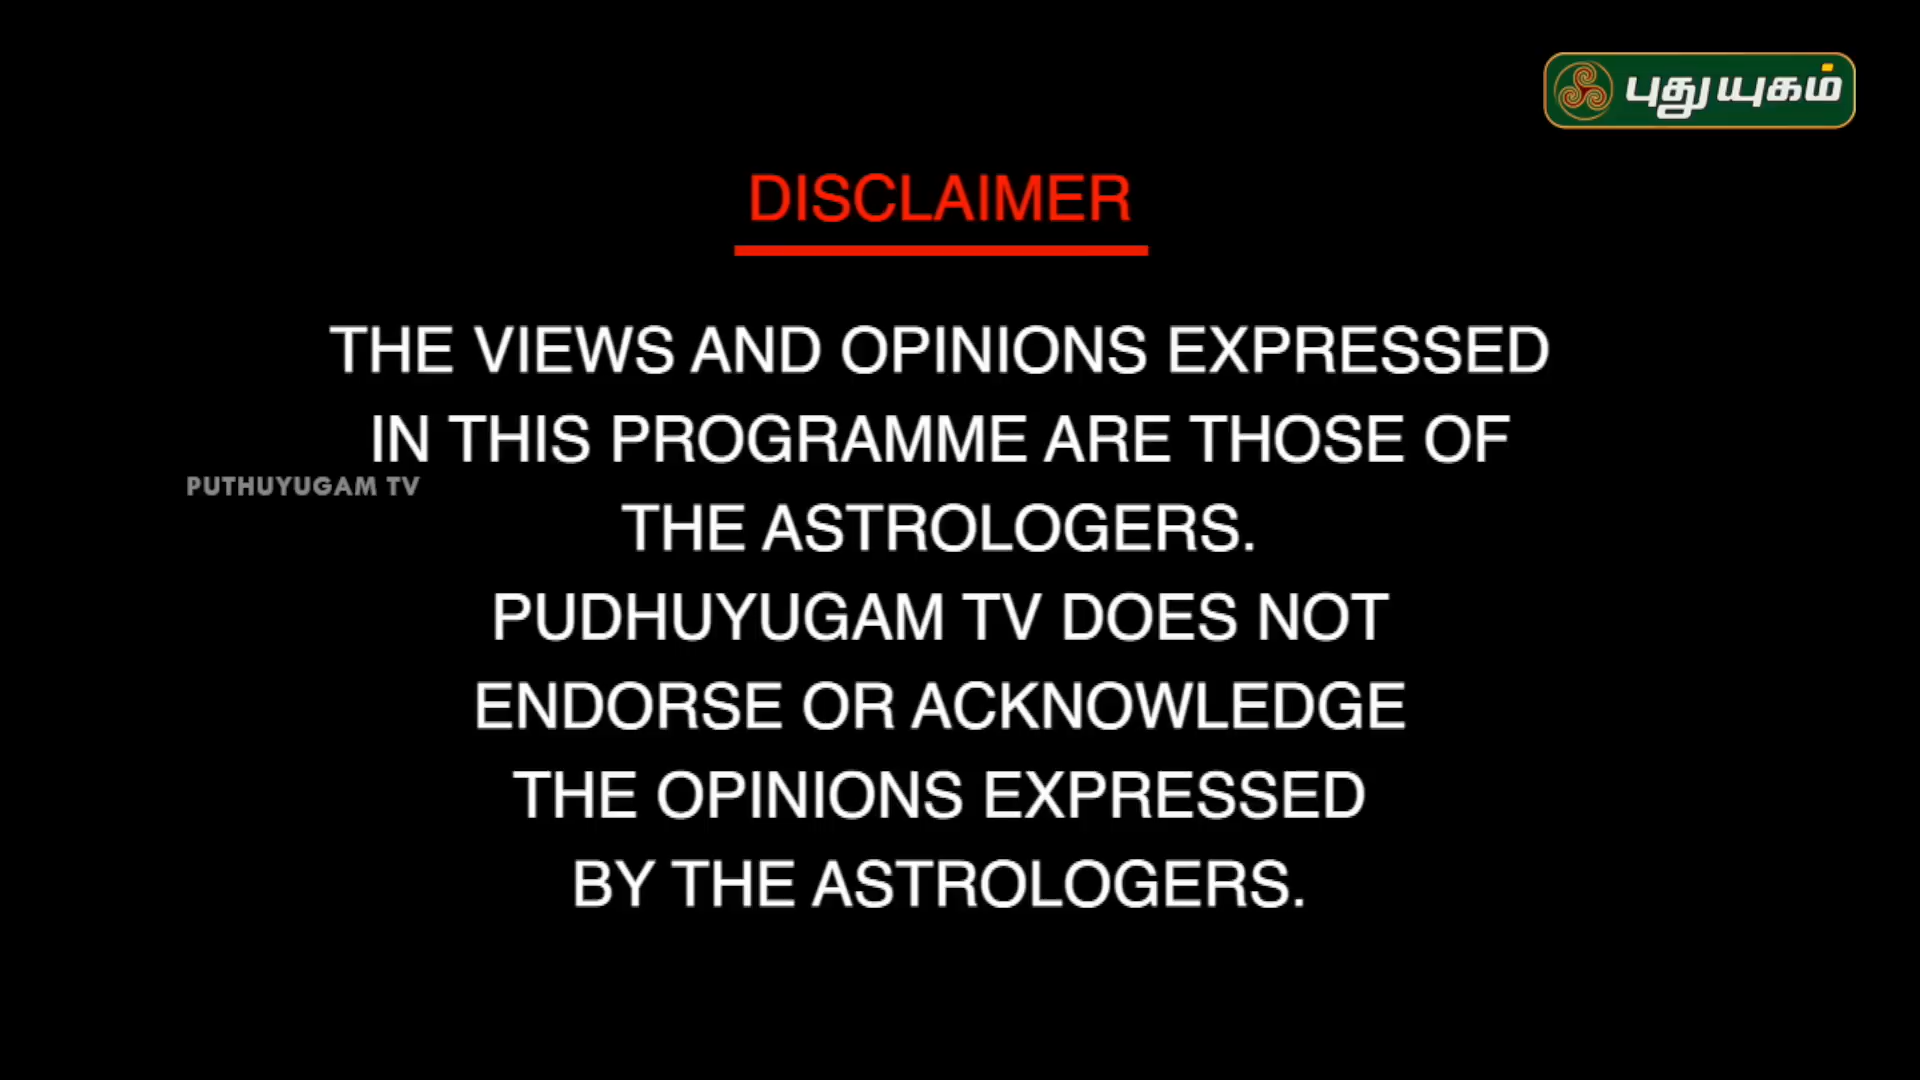 புதுயுகம்
DISCLAIMER
THE VIEWS AND OPINIONS EXPRESSED
IN THIS PROGRAMME ARE THOSE OF
PUTHUYUGAM TV
THE ASTROLOGERS.
PUDHUYUGAM TV DOES NOT
ENDORSE OR ACKNOWLEDGE
THE OPINIONS EXPRESSED
BY THE ASTROLOGERS.